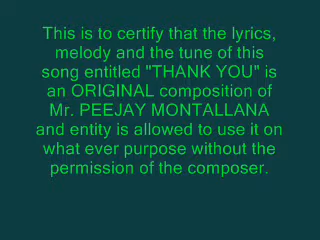 This is to certify that the lyrics,
melody and the tune of this
song entitled "THANK YOU" is
an ORIGINAL composition of
Mr. PEEJAY MONTALLANA
and entity is allowed to use it on
what ever purpose without the
permission of the composer.